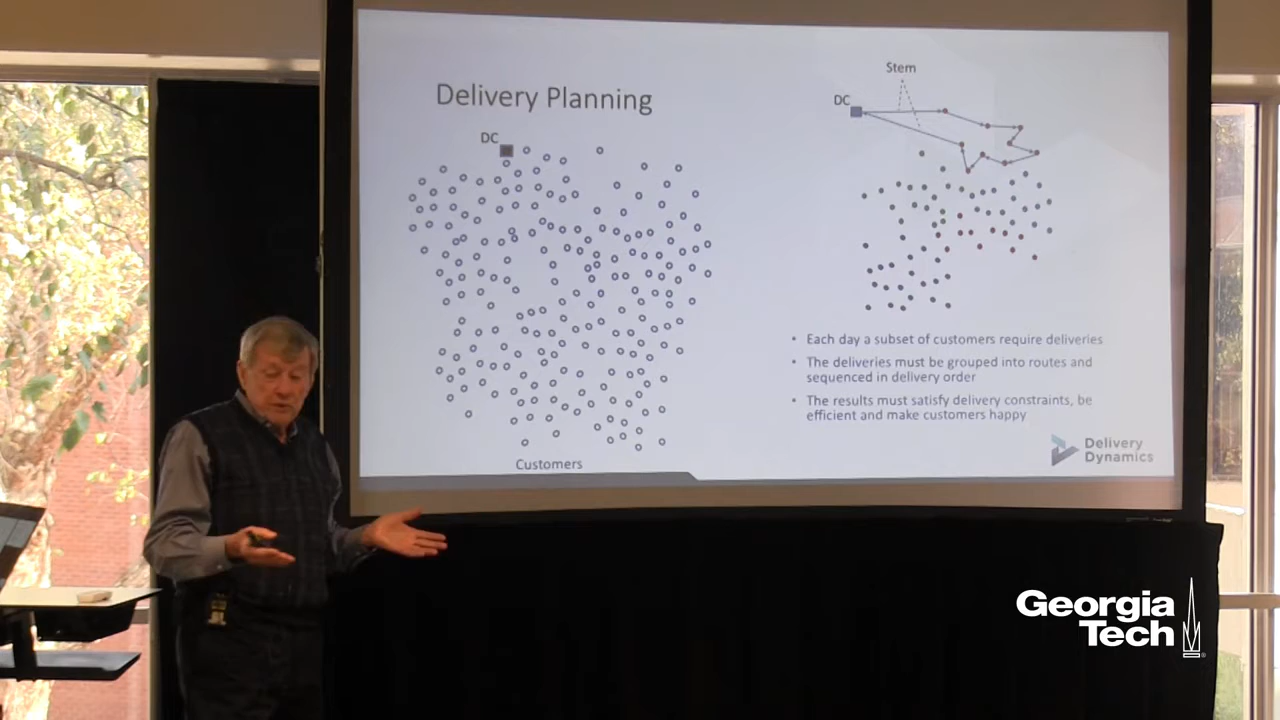 Delivery Planning
DC
Customers
Stem
DC
• Each day a subset of customers require deliveries
• The deliveries must be grouped into routes and
sequenced in delivery order
• The results must satisfy delivery constraints, be
efficient and make customers happy
Delivery
Dynamics
Georgia
Tech